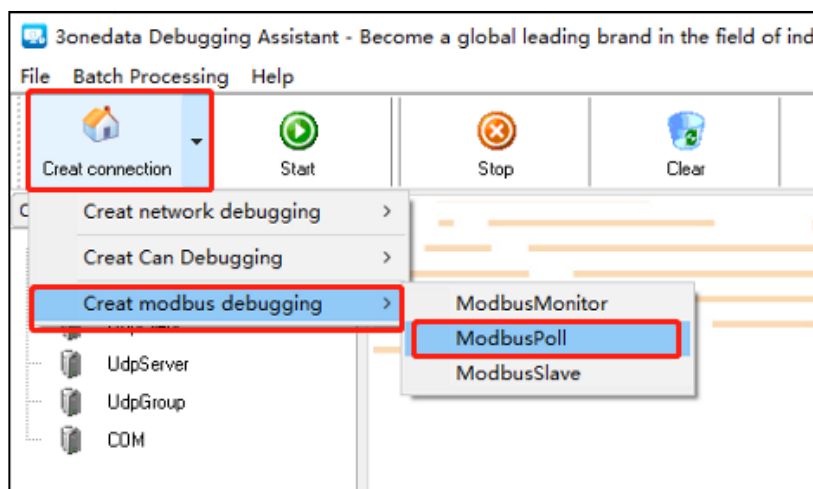 3onedata Debugging Assistant - Become a global leading brand in the field of ind
File Batch Processing Help
Creat connection Start Stop Clear
Creat network debugging
Creat Can Debugging
Creat modbus debugging
ModbusMonitor
ModbusPoll
ModbusSlave
UdpServer
UdpGroup
COM